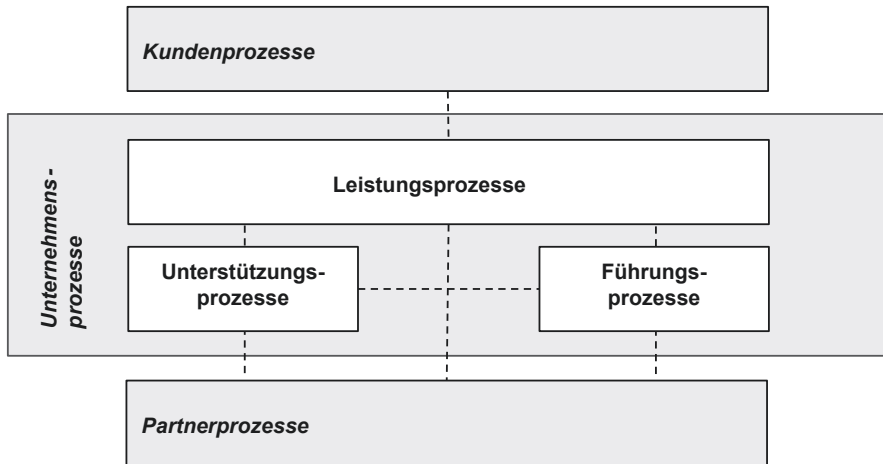 Kundenprozesse
Unternehmens-
prozesse
Leistungsprozesse
Unterstützungs-
prozesse
Führungs-
prozesse
Partnerprozesse